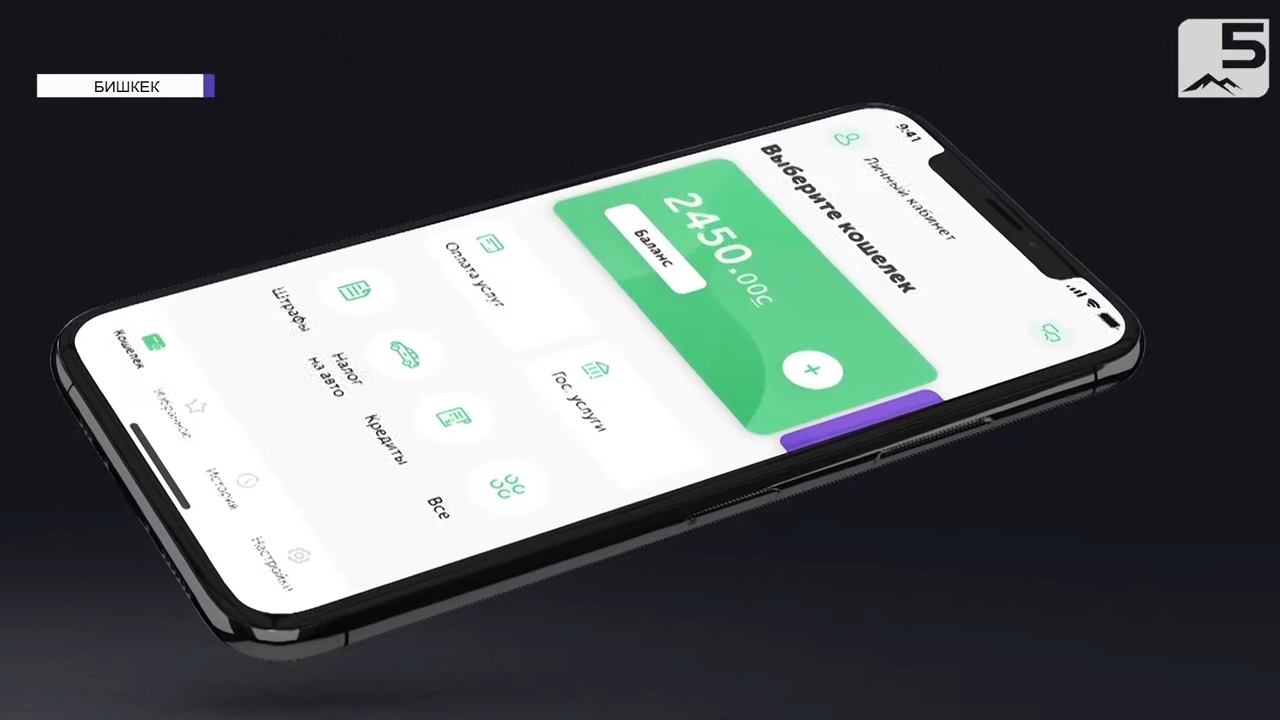 5
БИШКЕК
9:41
Личный кабинет
Выберите кошелек
2450.00с
Баланс
Оплата услуг
Гос. услуги
Штрафы
Налог
на авто
Кредиты
Все
Кошелек
Избранное
История
Настройки